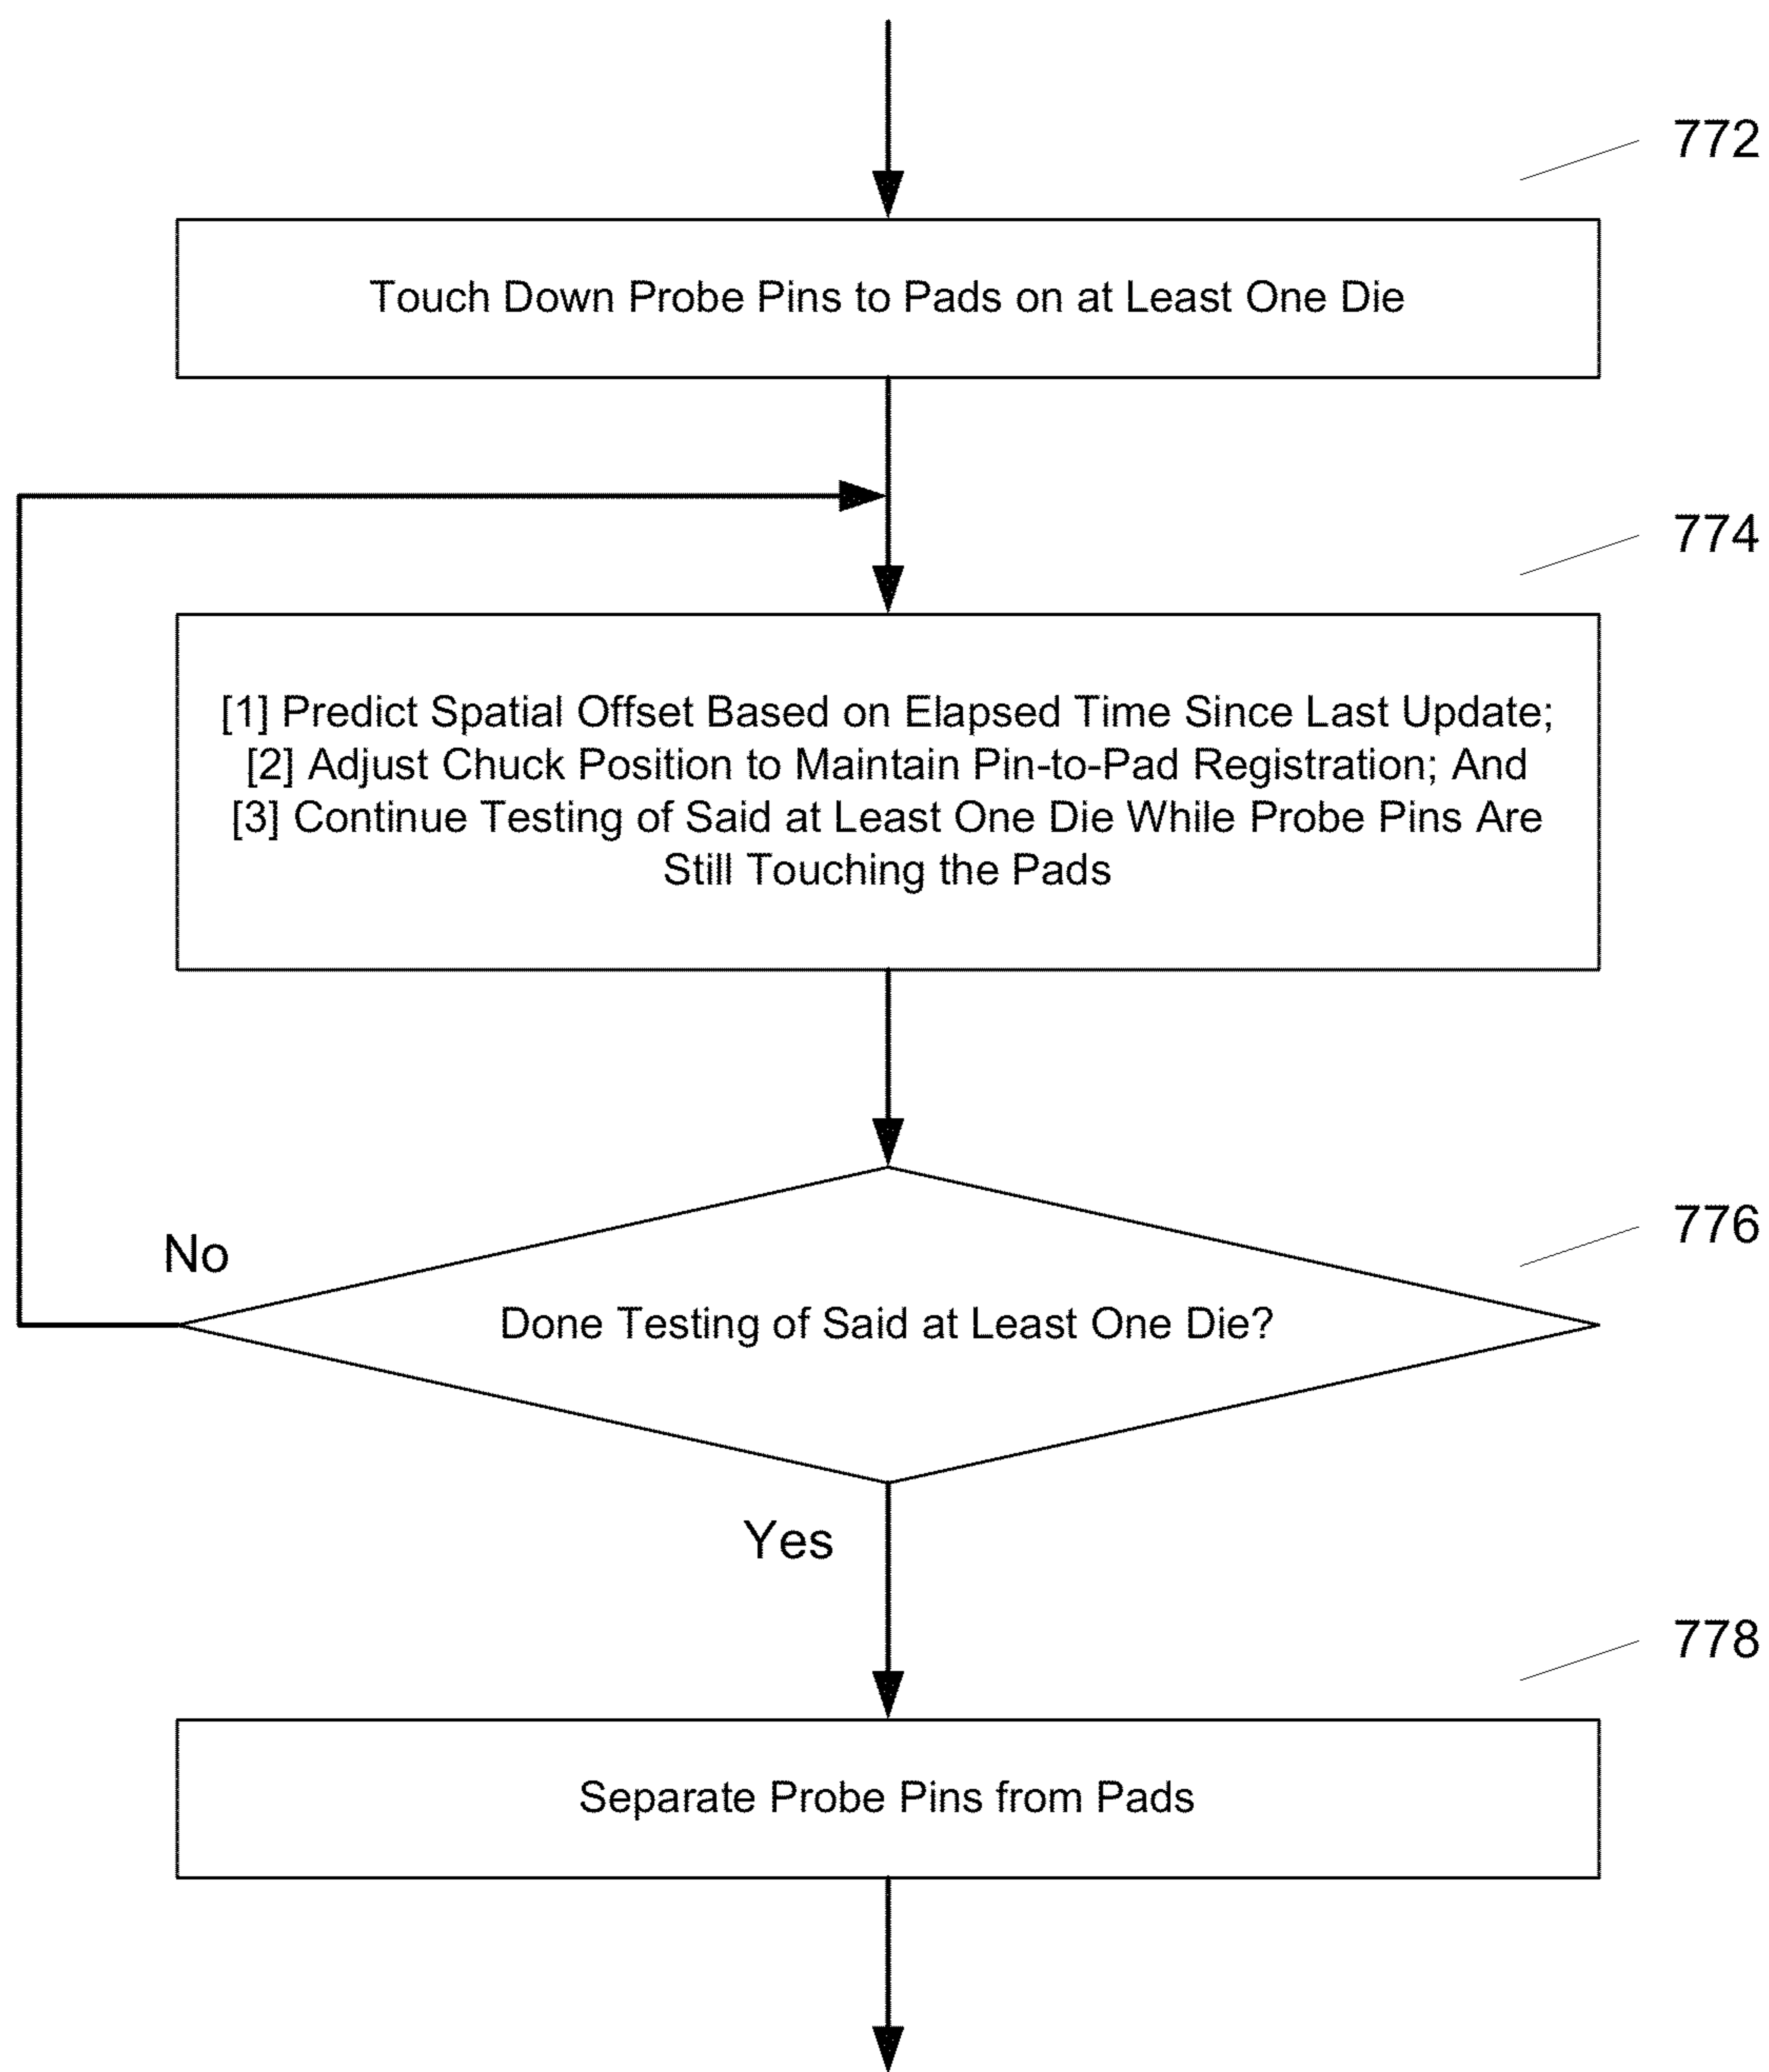 772
Touch Down Probe Pins to Pads on at Least One Die
774
[1] Predict Spatial Offset Based on Elapsed Time Since Last Update;
[2] Adjust Chuck Position to Maintain Pin-to-Pad Registration; And
[3] Continue Testing of Said at Least One Die While Probe Pins Are
Still Touching the Pads
776
No
Done Testing of Said at Least One Die?
Yes
778
Separate Probe Pins from Pads